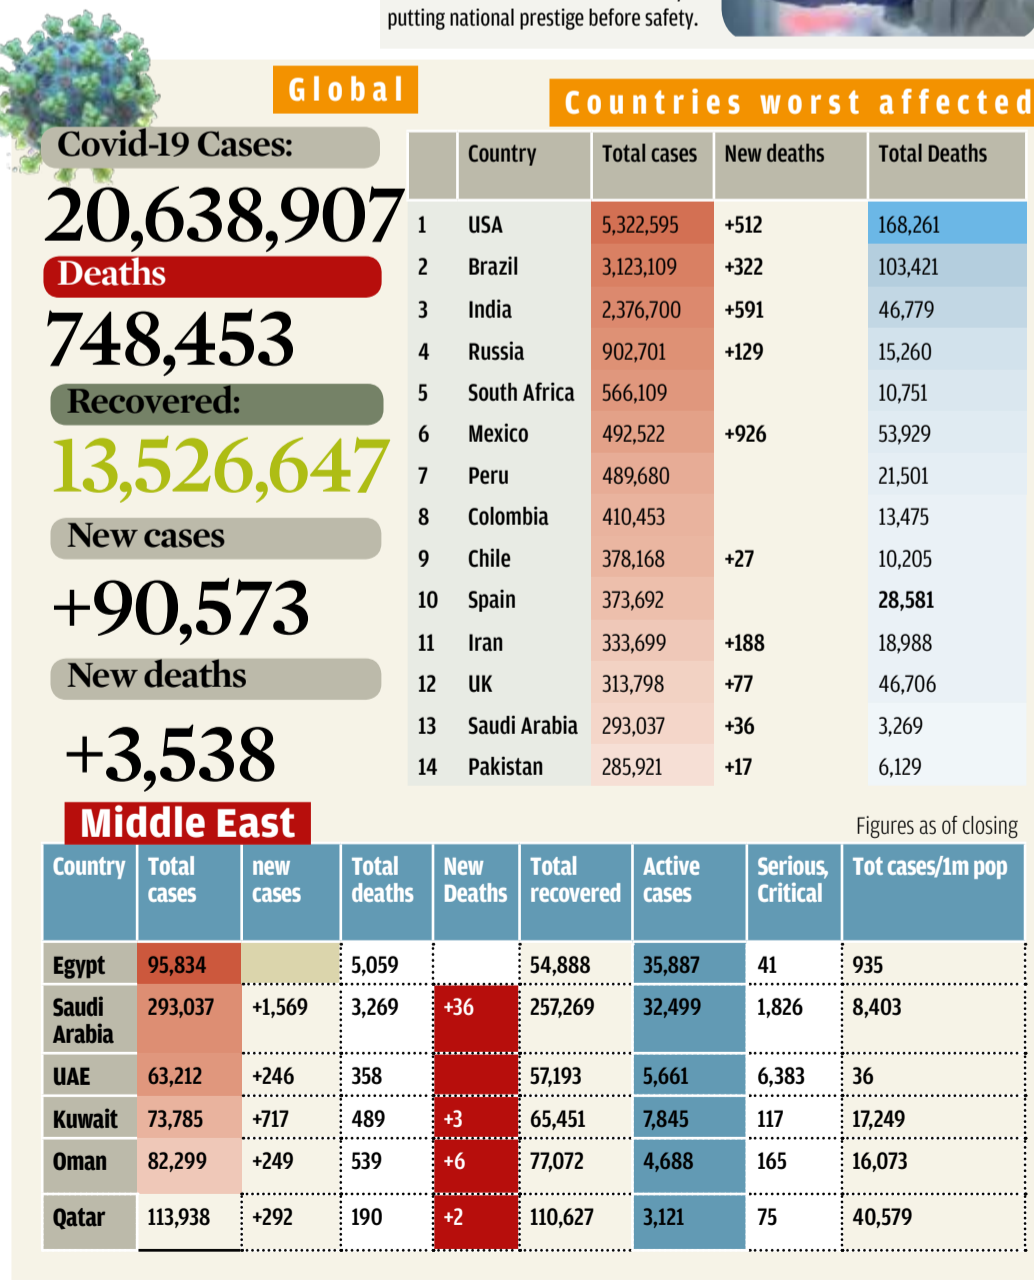 putting national prestige before safety.
Global
Covid-19 Cases:
20,638,907
Deaths
748,453
Recovered:
13,526,647
New cases
+90,573
New deaths
+3,538
Countries worst affected
Country Total cases New deaths Total Deaths
1 USA 5,322,595 +512 168,261
2 Brazil 3,123,109 +322 103,421
3 India 2,376,700 +591 46,779
4 Russia 902,701 +129 15,260
5 South Africa 566,109 10,751
6 Mexico 492,522 +926 53,929
7 Peru 489,680 21,501
8 Colombia 410,453 13,475
9 Chile 378,168 +27 10,205
10 Spain 373,692 28,581
11 Iran 333,699 +188 18,988
12 UK 313,798 +77 46,706
13 Saudi Arabia 293,037 +36 3,269
14 Pakistan 285,921 +17 6,129
Middle East
Figures as of closing
Country Total cases new cases Total deaths New Deaths Total recovered Active cases Serious, Critical Tot cases/1m pop
Egypt 95,834 5,059 54,888 35,887 41 935
Saudi Arabia 293,037 +1,569 3,269 +36 257,269 32,499 1,826 8,403
UAE 63,212 +246 358 57,193 5,661 6,383 36
Kuwait 73,785 +717 489 +3 65,451 7,845 117 17,249
Oman 82,299 +249 539 +6 77,072 4,688 165 16,073
Qatar 113,938 +292 190 +2 110,627 3,121 75 40,579